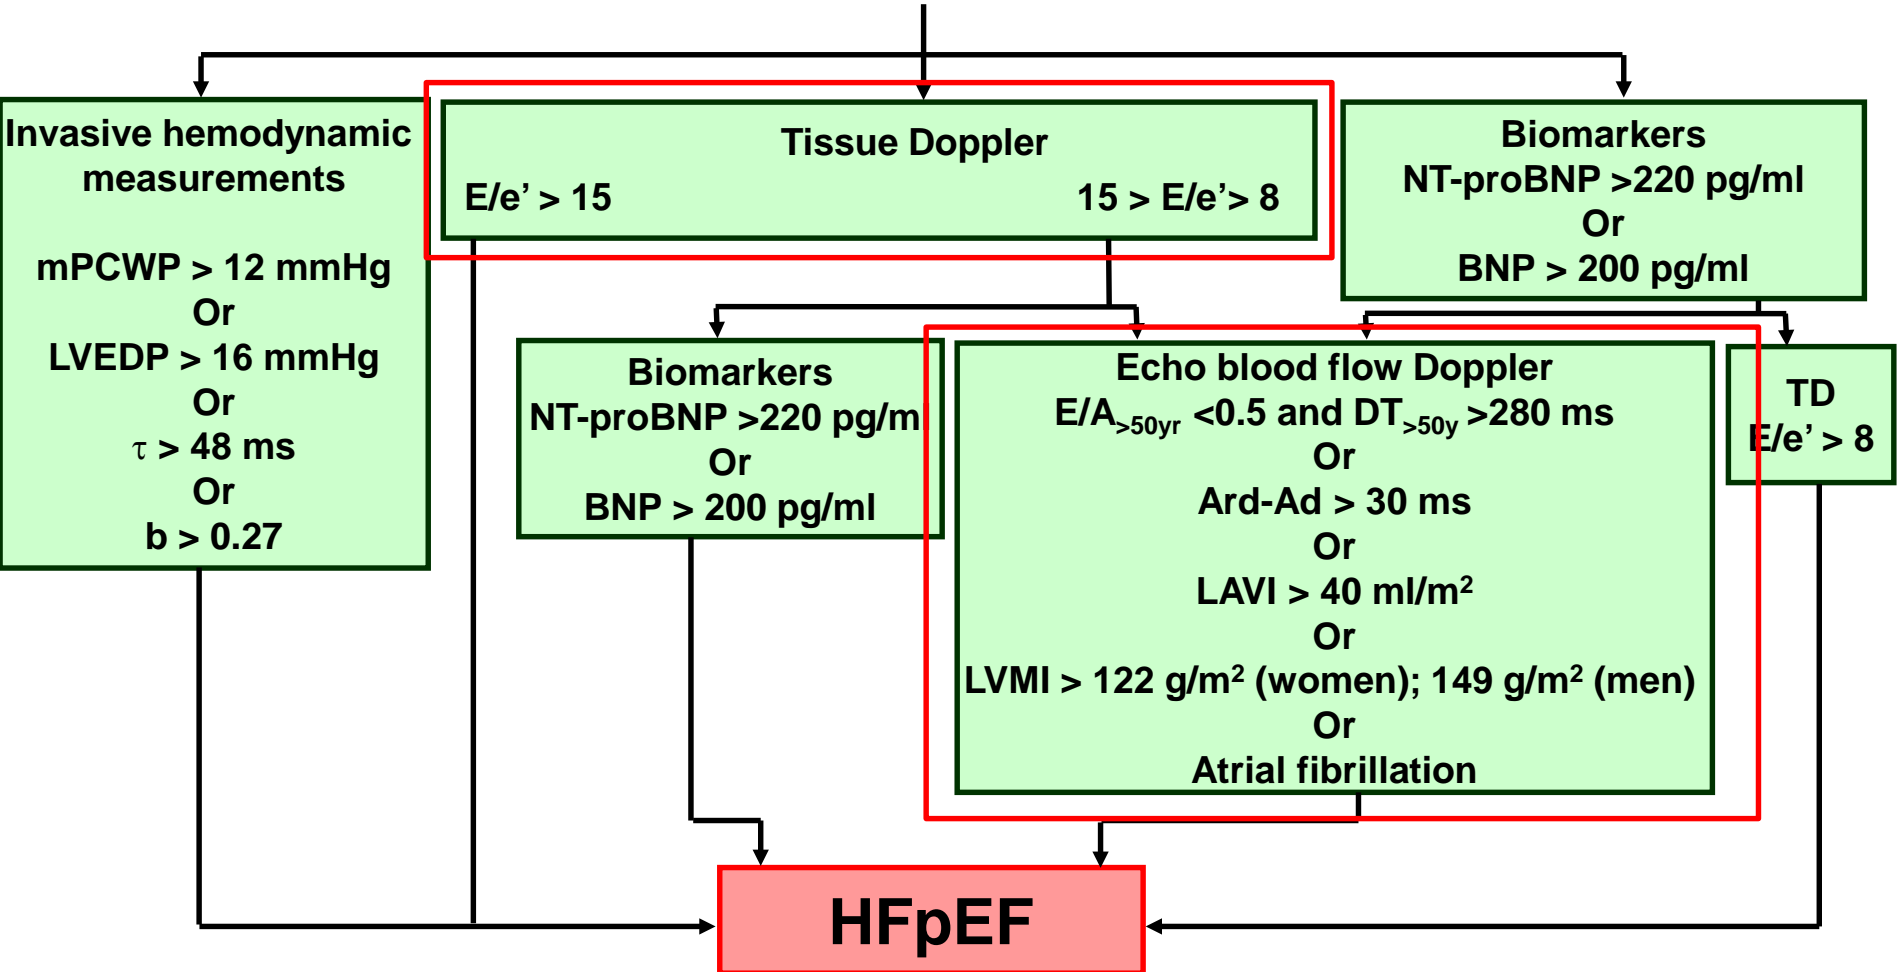 Invasive hemodynamic
measurements
mPCWP > 12 mmHg
Or
LVEDP > 16 mmHg
Or
τ > 48 ms
Or
b > 0.27
Tissue Doppler
E/e’ > 15
15 > E/e’> 8
Biomarkers
NT-proBNP >220 pg/ml
Or
BNP > 200 pg/ml
Biomarkers
NT-proBNP >220 pg/ml
Or
BNP > 200 pg/ml
Echo blood flow Doppler
E/A>50yr <0.5 and DT>50y >280 ms
Or
Ard-Ad > 30 ms
Or
LAVI > 40 ml/m²
Or
LVMI > 122 g/m² (women); 149 g/m² (men)
Or
Atrial fibrillation
TD
E/e’ > 8
HFpEF